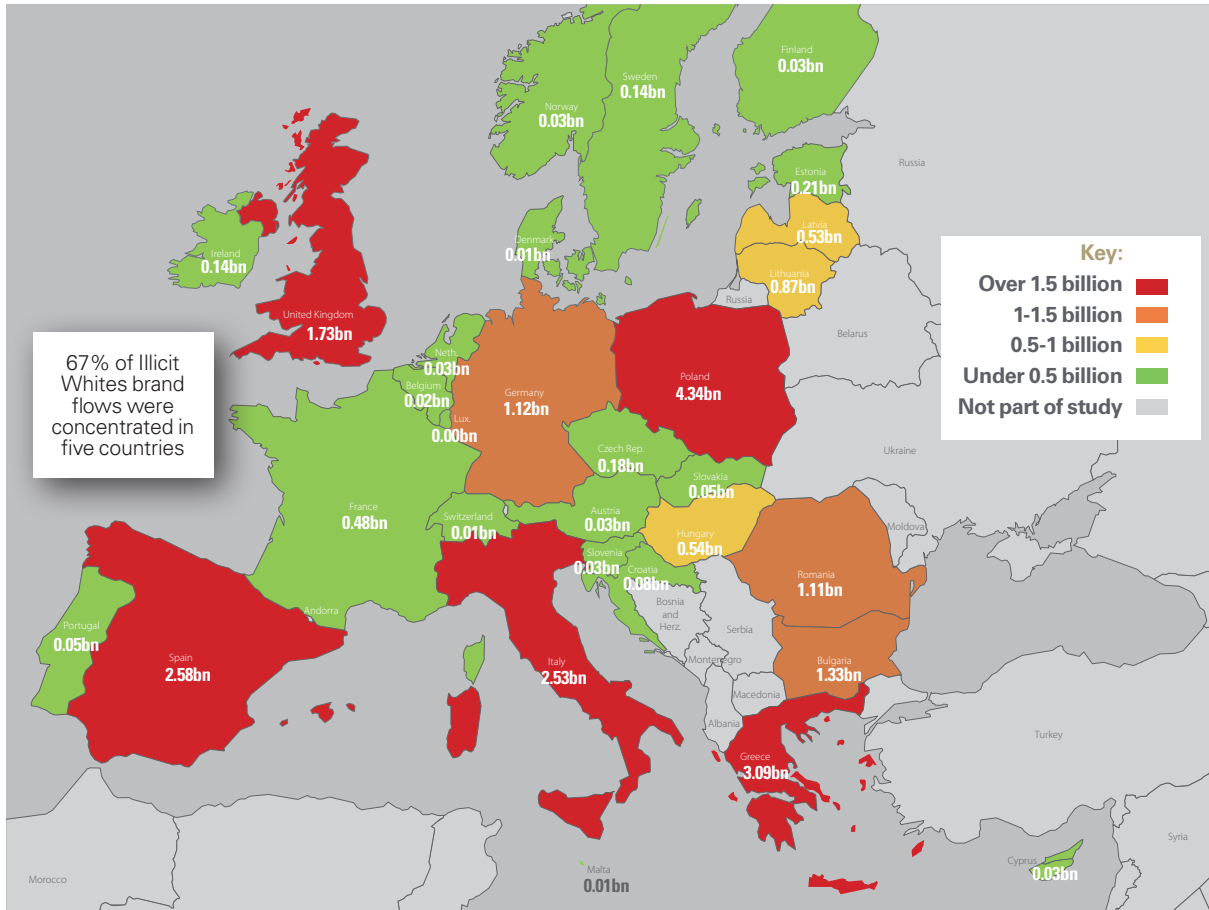 Finland
0.03bn
Sweden
0.14bn
Norway
0.03bn
Russia
Estonia
0.21bn
Latvia
0.53bn
Denmark
0.01bn
Ireland
0.14bn
Lithuania
0.87bn
Russia
Belarus
United Kingdom
1.73bn
Key:
Over 1.5 billion
1-1.5 billion
0.5-1 billion
Under 0.5 billion
Not part of study
67% of Illicit
Whites brand
flows were
concentrated in
five countries
Neth.
0.03bn
Belgium
0.02bn
Lux.
0.00bn
Germany
1.12bn
Poland
4.34bn
Ukraine
Czech Rep.
0.18bn
Slovakia
0.05bn
France
0.48bn
Switzerland
0.01bn
Austria
0.03bn
Hungary
0.54bn
Moldova
Slovenia
0.03bn
Croatia
0.08bn
Romania
1.11bn
Bosnia
and
Herz.
Serbia
Andorra
Portugal
0.05bn
Spain
2.58bn
Italy
2.53bn
Montenegro
Bulgaria
1.33bn
Macedonia
Albania
Greece
3.09bn
Turkey
Syria
Cyprus
0.03bn
Malta
0.01bn
Morocco